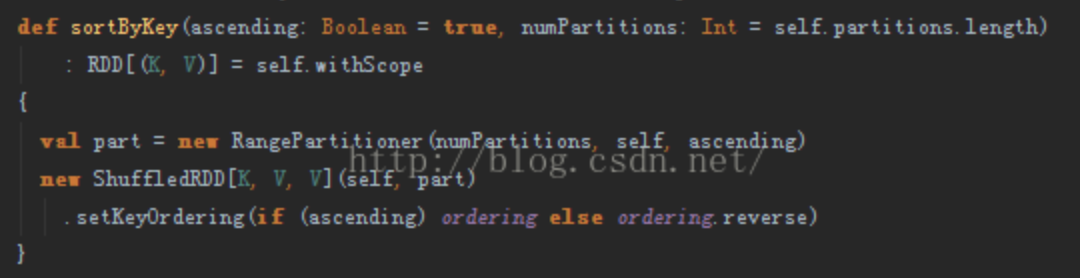 def sortByKey(ascending: Boolean = true, numPartitions: Int = self.partitions.length)
    : RDD[(K, V)] = self.withScope
{
  val part = new RangePartitioner(numPartitions, self, ascending)
http://blog.csdn.net/
  new ShuffledRDD[K, V, V](self, part)
    .setKeyOrdering(if (ascending) ordering else ordering.reverse)
}